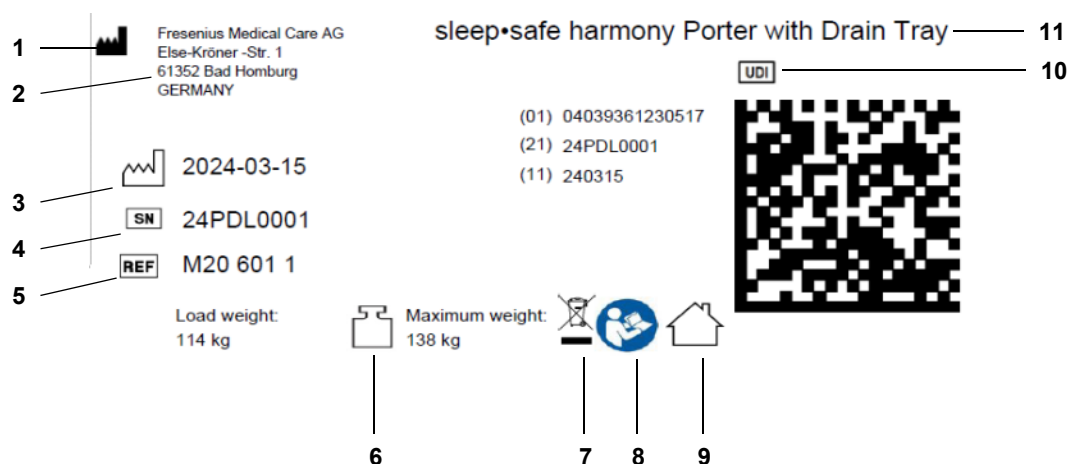 1
Fresenius Medical Care AG
Else-Kröner -Str. 1
61352 Bad Homburg
GERMANY
2
sleep•safe harmony Porter with Drain Tray
11
UDI
10
(01) 04039361230517
(21) 24PDL0001
(11) 240315
2024-03-15
3
SN 24PDL0001
4
REF M20 601 1
5
Load weight:
114 kg
Maximum weight:
138 kg
6
7
8
9